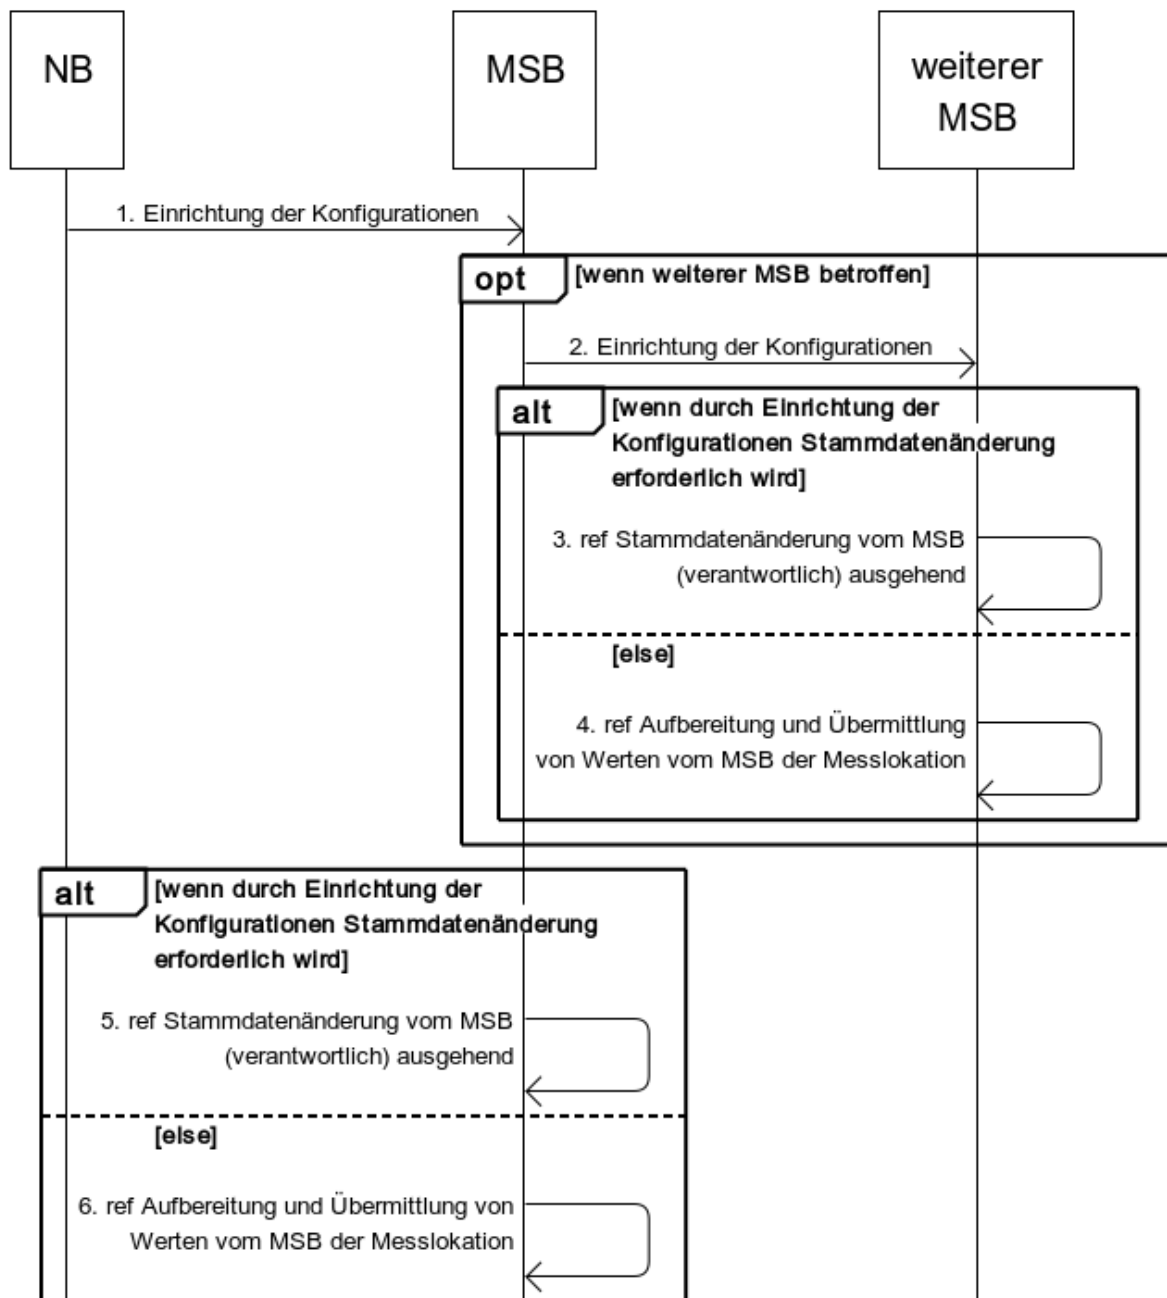 NB
MSB
weiterer
MSB
1. Einrichtung der Konfigurationen
opt
[wenn weiterer MSB betroffen]
2. Einrichtung der Konfigurationen
alt
[wenn durch Einrichtung der
Konfigurationen Stammdatenänderung
erforderlich wird]
3. ref Stammdatenänderung vom MSB
(verantwortlich) ausgehend
[else]
4. ref Aufbereitung und Übermittlung
von Werten vom MSB der Messlokation
alt
[wenn durch Einrichtung der
Konfigurationen Stammdatenänderung
erforderlich wird]
5. ref Stammdatenänderung vom MSB
(verantwortlich) ausgehend
[else]
6. ref Aufbereitung und Übermittlung von
Werten vom MSB der Messlokation